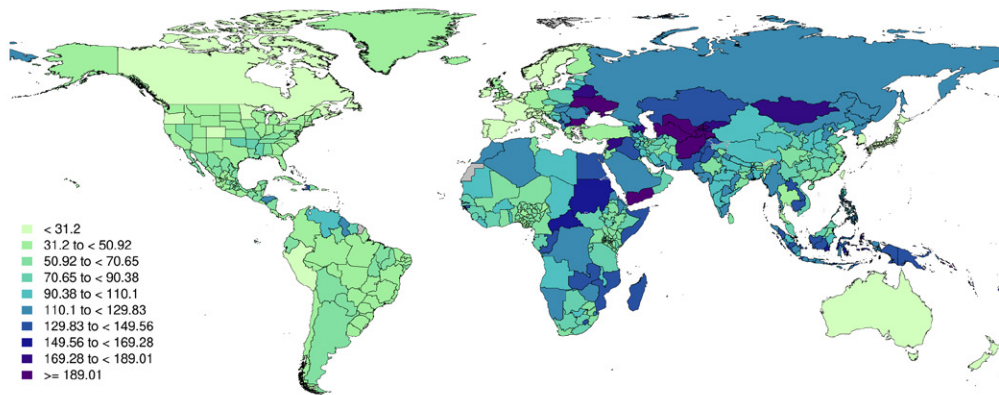 < 31.2
31.2 to < 50.92
50.92 to < 70.65
70.65 to < 90.38
90.38 to < 110.1
110.1 to < 129.83
129.83 to < 149.56
149.56 to < 169.28
169.28 to < 189.01
>= 189.01